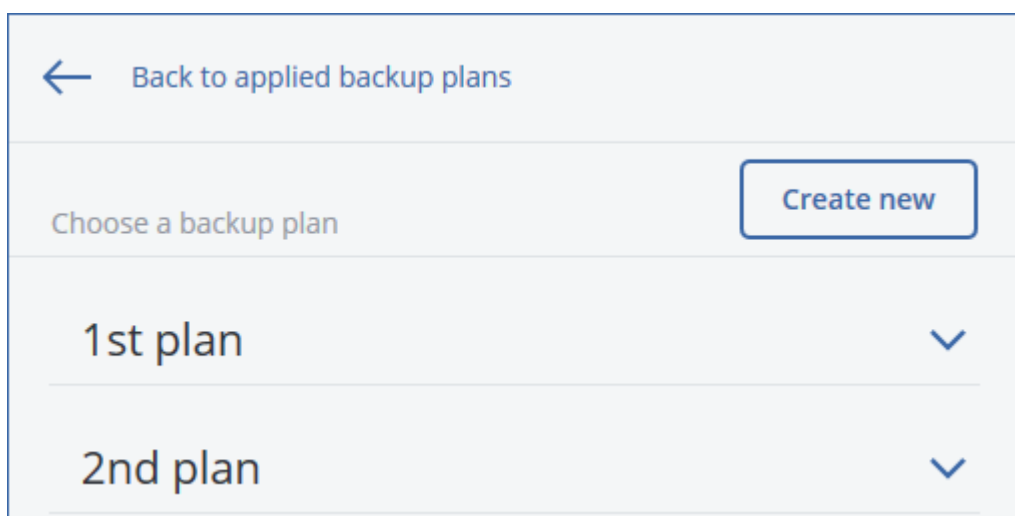 Back to applied backup plans
Choose a backup plan
Create new
1st plan
2nd plan